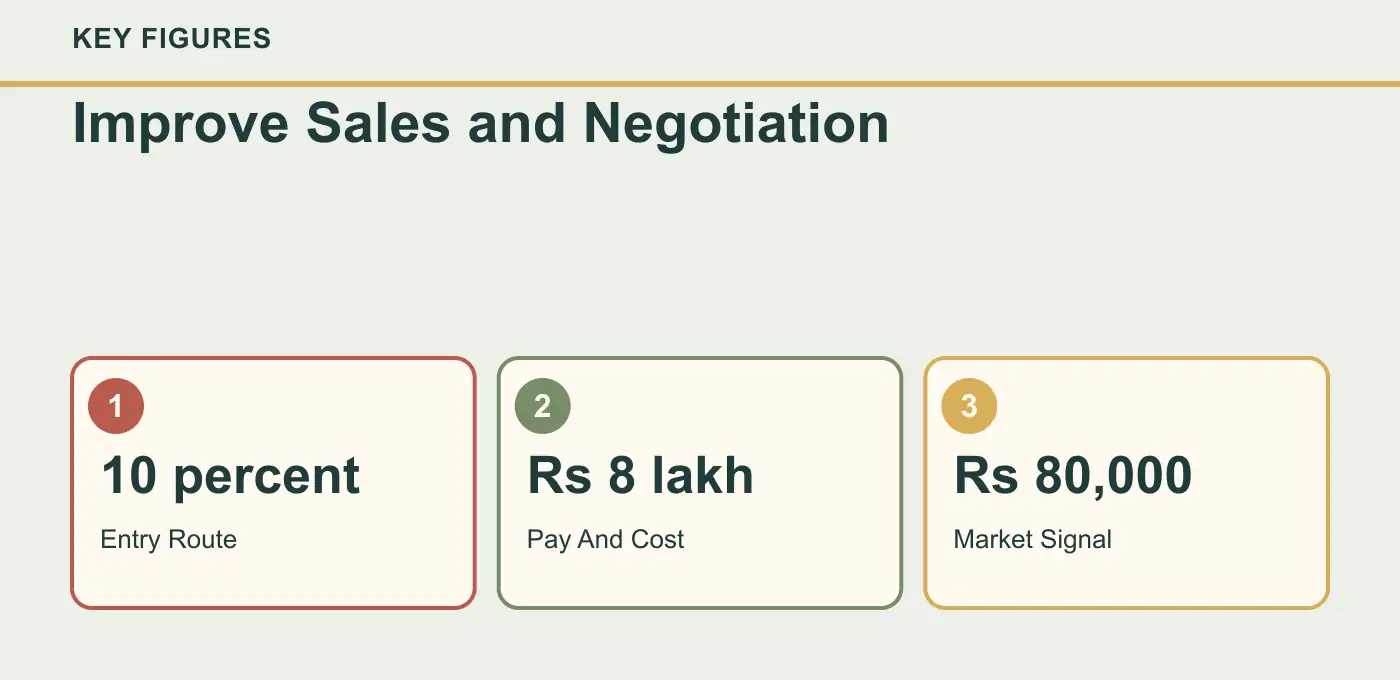 KEY FIGURES
Improve Sales and Negotiation
1
10 percent
Entry Route
2
Rs 8 lakh
Pay And Cost
3
Rs 80,000
Market Signal